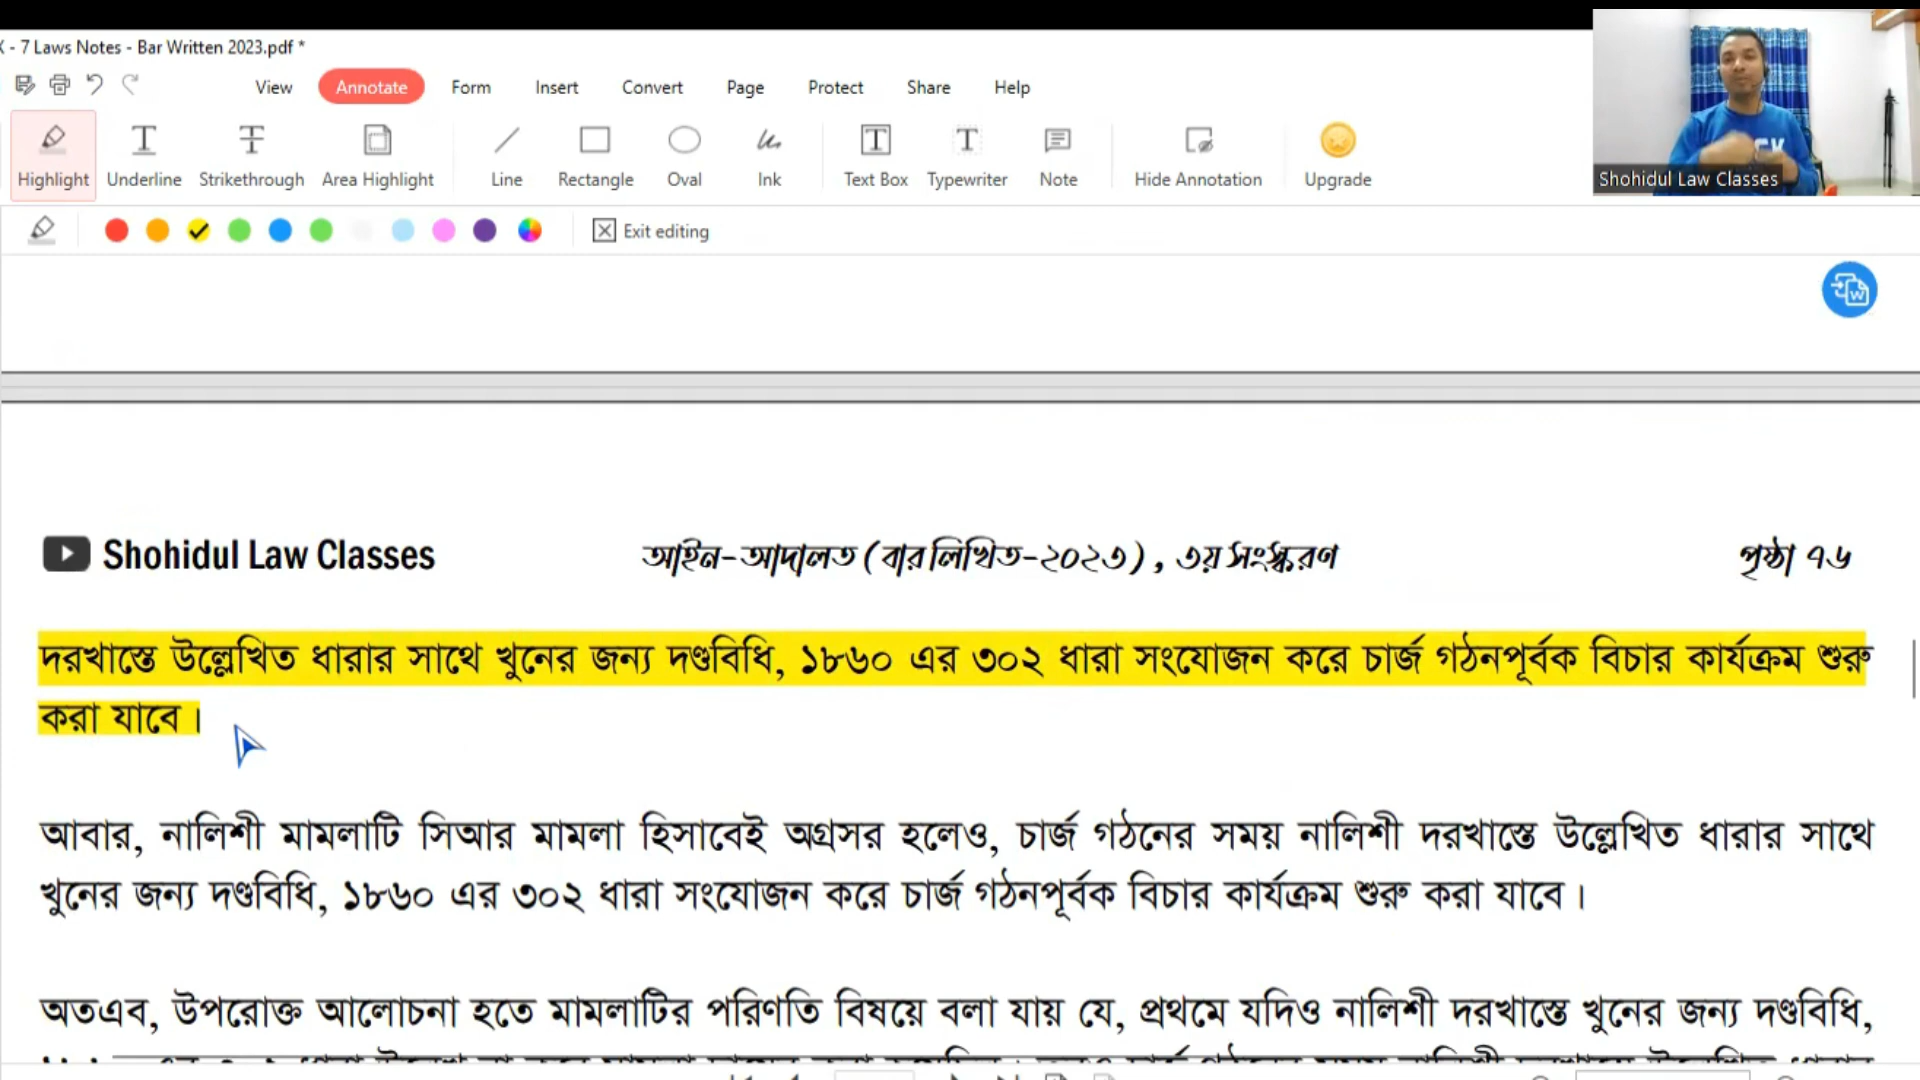 - 7 Laws Notes - Bar Written 2023.pdf *
View Annotate Form Insert Convert Page Protect Share Help
Highlight Underline Strikethrough Area Highlight Line Rectangle Oval Ink Text Box Typewriter Note Hide Annotation Upgrade
Shohidul Law Classes
Exit editing
Shohidul Law Classes আইন-আদালত (বার লিখিত-২০২৩), ৩য় সংস্করণ পৃষ্ঠা ৭৬
দরখাস্তে উল্লেখিত ধারার সাথে খুনের জন্য দণ্ডবিধি, ১৮৬০ এর ৩০২ ধারা সংযোজন করে চার্জ গঠনপূর্বক বিচার কার্যক্রম শুরু
করা যাবে।
আবার, নালিশী মামলাটি সিআর মামলা হিসাবেই অগ্রসর হলেও, চার্জ গঠনের সময় নালিশী দরখাস্তে উল্লেখিত ধারার সাথে
খুনের জন্য দণ্ডবিধি, ১৮৬০ এর ৩০২ ধারা সংযোজন করে চার্জ গঠনপূর্বক বিচার কার্যক্রম শুরু করা যাবে।
অতএব, উপরোক্ত আলোচনা হতে মামলাটির পরিণতি বিষয়ে বলা যায় যে, প্রথমে যদিও নালিশী দরখাস্তে খুনের জন্য দণ্ডবিধি,